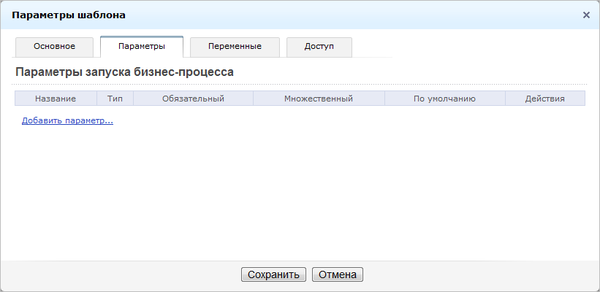 Параметры шаблона
Основное Параметры Переменные Доступ
Параметры запуска бизнес-процесса
Название Тип Обязательный Множественный По умолчанию Действия
Добавить параметр...
Сохранить Отмена